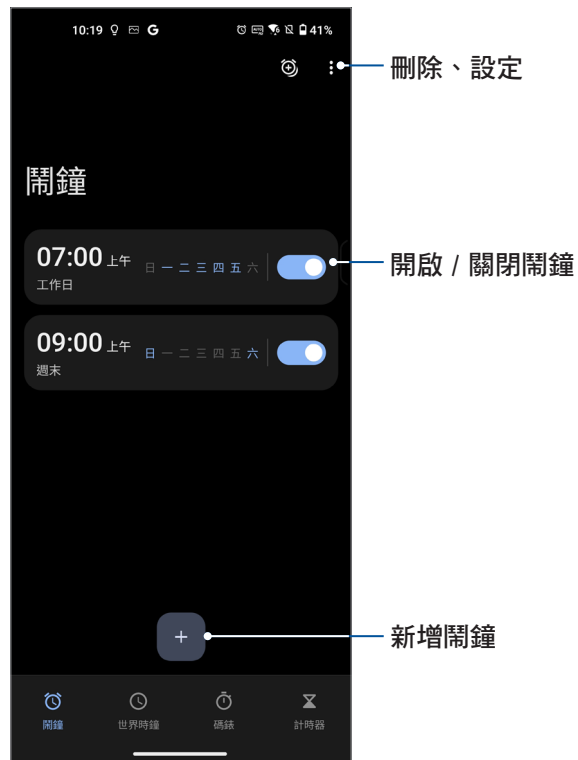 10:19 G 41%
刪除、設定
鬧鐘
07:00 上午 日 一 二 三 四 五 六
工作日
開啟 / 關閉鬧鐘
09:00 上午 日 一 二 三 四 五 六
週末
+
新增鬧鐘
鬧鐘 世界時鐘 碼錶 計時器